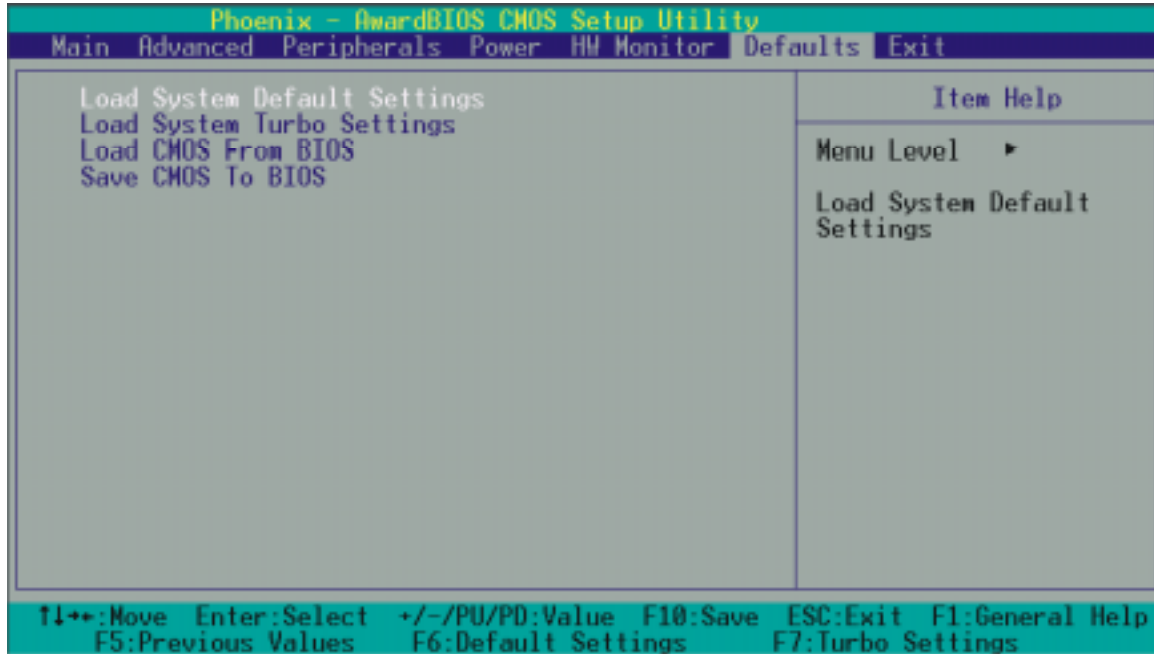 Phoenix - AwardBIOS CMOS Setup Utility
Main Advanced Peripherals Power HW Monitor Defaults Exit
Load System Default Settings
Load System Turbo Settings
Load CMOS From BIOS
Save CMOS To BIOS
Item Help
Menu Level ►
Load System Default
Settings
↑↓→←:Move Enter:Select +/-/PU/PD:Value F10:Save ESC:Exit F1:General Help
F5:Previous Values F6:Default Settings F7:Turbo Settings